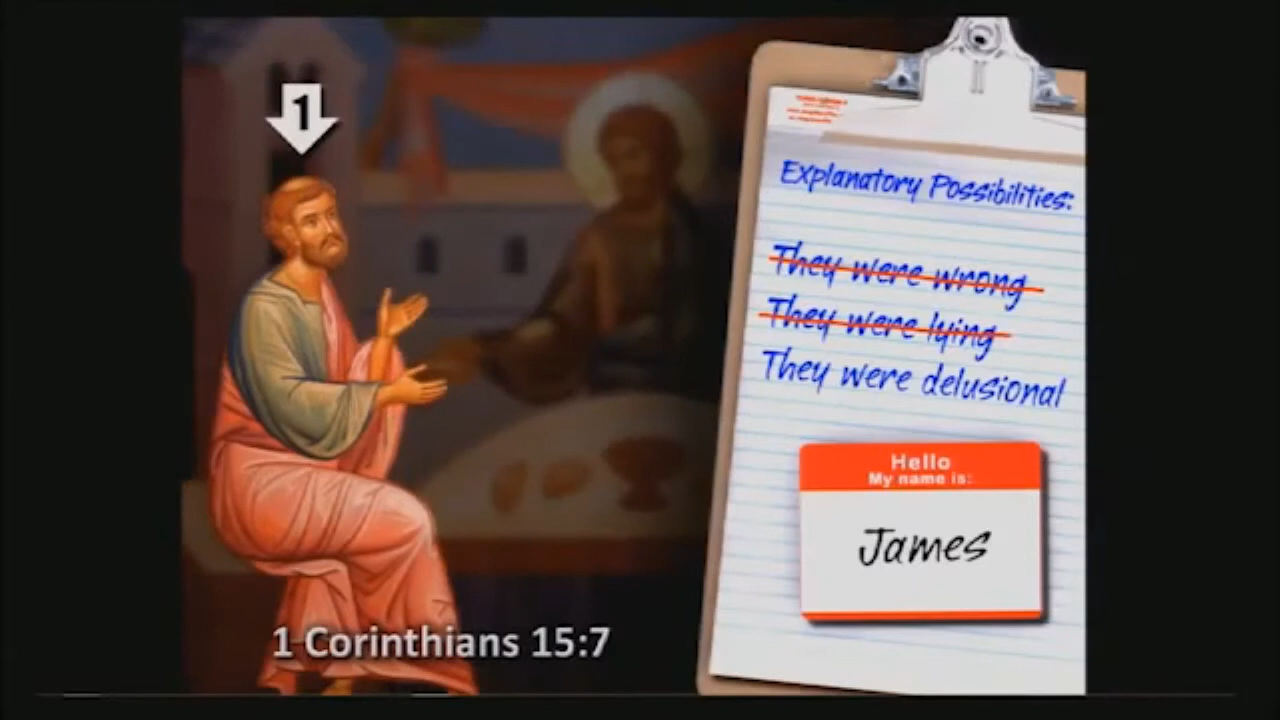 1
Explanatory Possibilities:
They were wrong
They were lying
They were delusional
Hello
My name is:
James
1 Corinthians 15:7